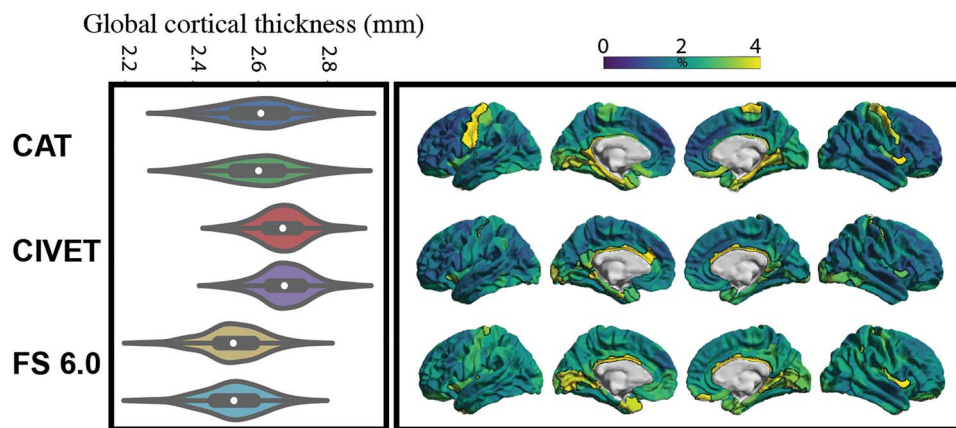 Global cortical thickness (mm)
2.2 2.4 2.6 2.8
0 2 4
%
CAT
CIVET
FS 6.0